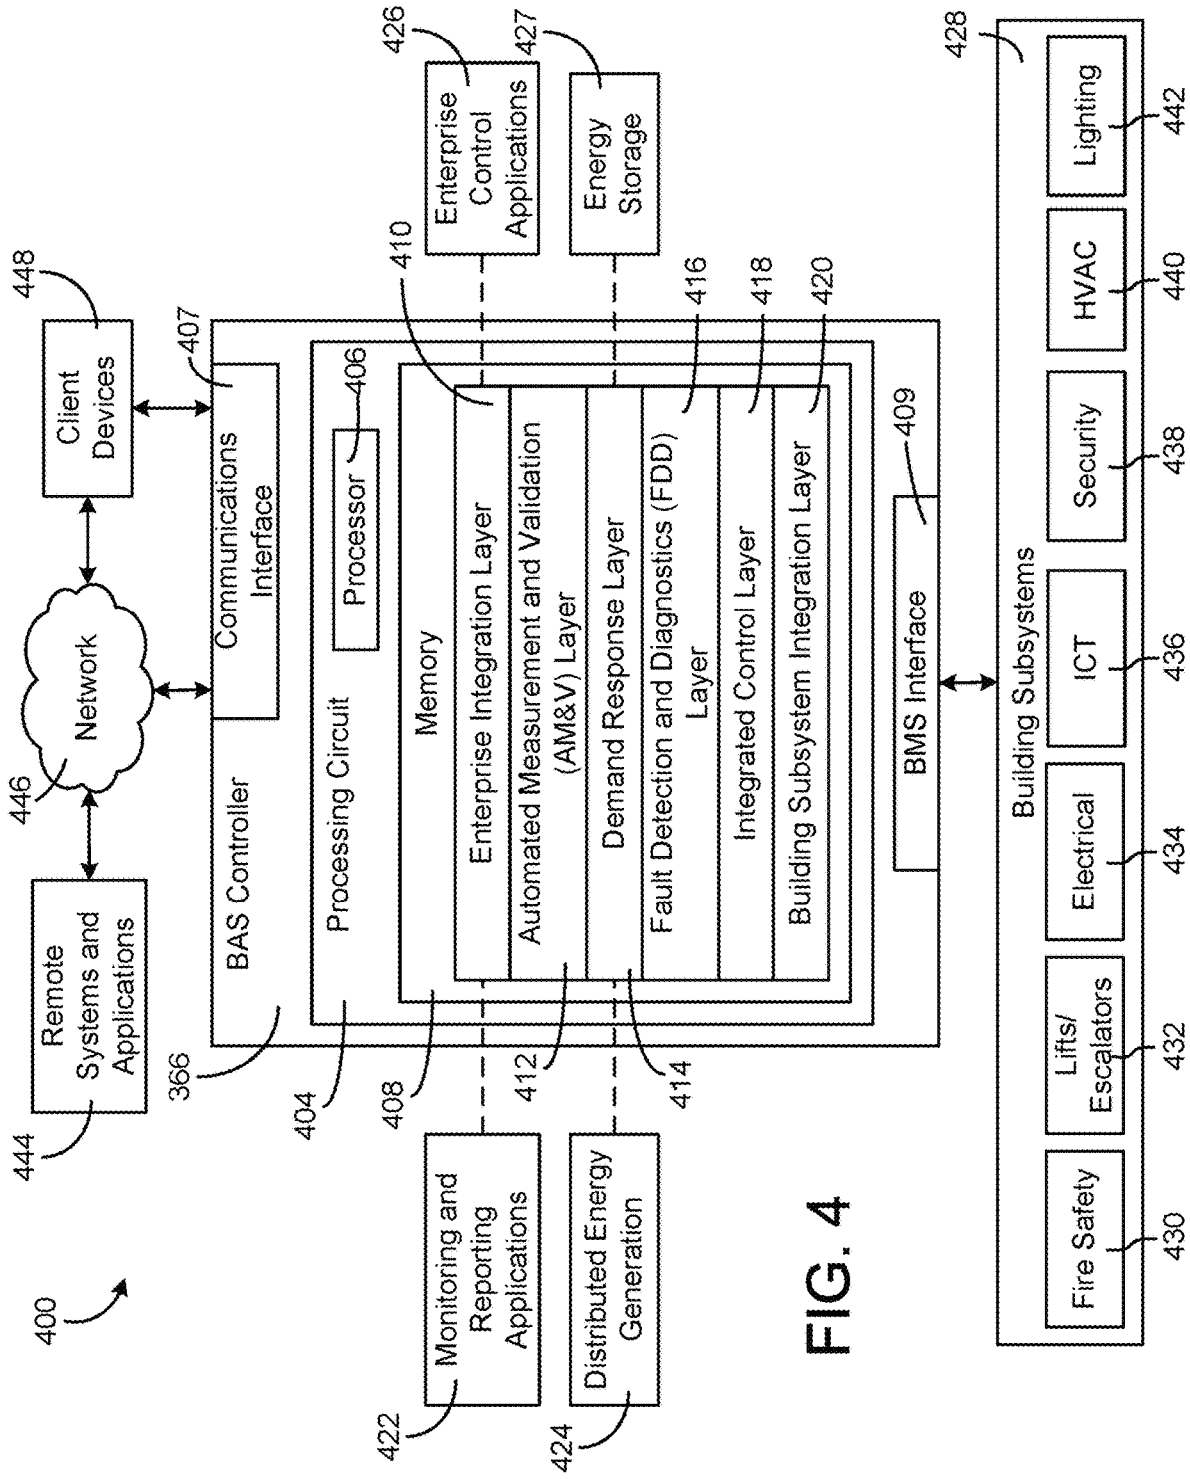 400
444
Remote
Systems and
Applications
446
Network
Client
Devices
448
366
BAS Controller
Communications
Interface
407
404
Processing Circuit
Processor
406
408
Memory
410
Enterprise Integration Layer
Automated Measurement and Validation
(AM&V) Layer
412
Demand Response Layer
414
Fault Detection and Diagnostics (FDD)
Layer
416
Integrated Control Layer
418
Building Subsystem Integration Layer
420
422
Monitoring and
Reporting
Applications
424
Distributed Energy
Generation
426
Enterprise
Control
Applications
427
Energy
Storage
BMS Interface
409
FIG. 4
Building Subsystems
428
Fire Safety
430
Lifts/
Escalators
432
Electrical
434
ICT
436
Security
438
HVAC
440
Lighting
442